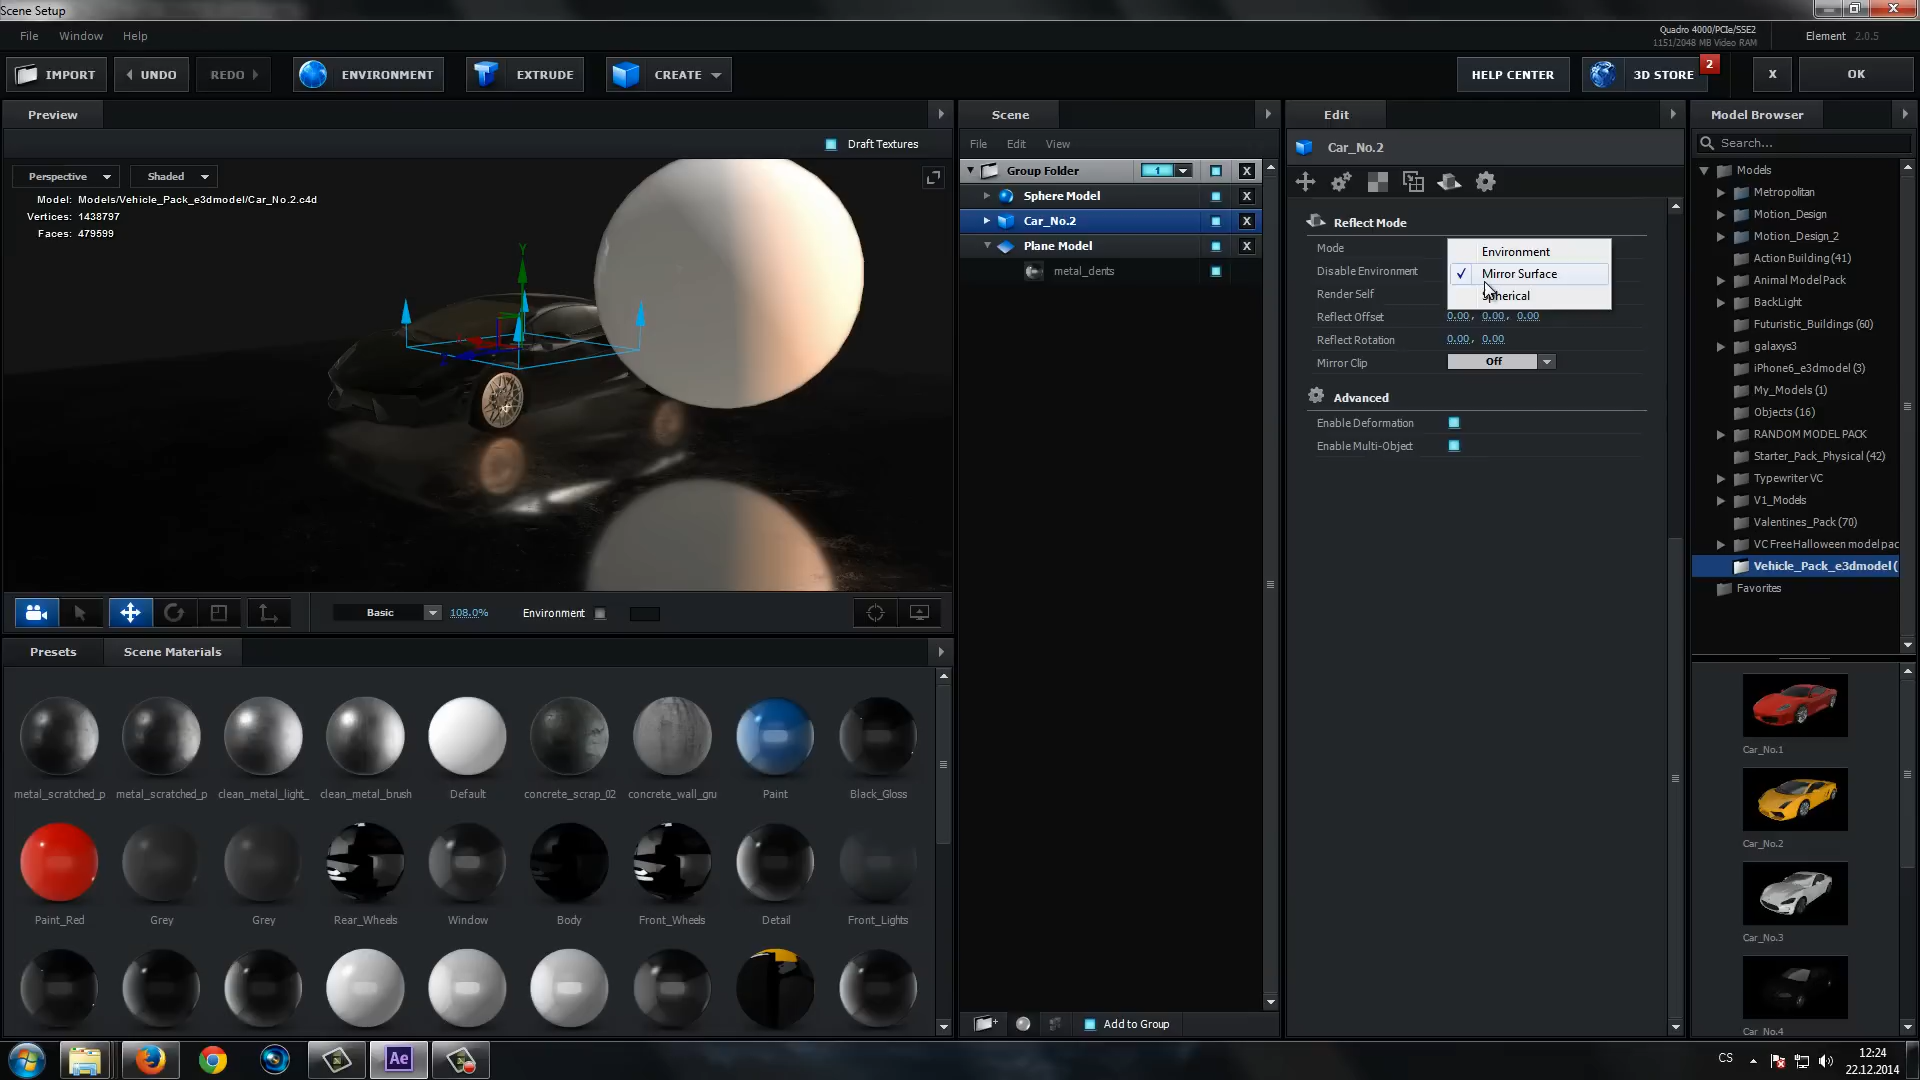 Scene Setup
File Window Help
Quadro 4000/PCIe/SSE2
1151/2048 MB Video RAM
Element 2.0.5
IMPORT UNDO REDO ENVIRONMENT EXTRUDE CREATE HELP CENTER 3D STORE 2 X OK
Preview
Draft Textures
Perspective Shaded
Model: Models/Vehicle_Pack_e3dmodel/Car_No.2.c4d
Vertices: 1438797
Faces: 479599
Y
Basic 108.0% Environment
Presets Scene Materials
metal_scratched_p metal_scratched_p clean_metal_light_ clean_metal_brush Default concrete_scrap_02 concrete_wall_gru Paint Black_Gloss
Paint_Red Grey Grey Rear_Wheels Window Body Front_Wheels Detail Front_Lights
Scene
File Edit View
Group Folder 1 X
Sphere Model X
Car_No.2 X
Plane Model X
metal_dents
Add to Group
Edit
Car_No.2
Reflect Mode
Mode
Environment
Disable Environment
Mirror Surface
Render Self
Spherical
Reflect Offset 0.00, 0.00, 0.00
Reflect Rotation 0.00, 0.00
Mirror Clip Off
Advanced
Enable Deformation
Enable Multi-Object
Model Browser
Search...
Models
Metropolitan
Motion_Design
Motion_Design_2
Action Building (41)
Animal Model Pack
BackLight
Futuristic_Buildings (60)
galaxys3
iPhone6_e3dmodel (3)
My_Models (1)
Objects (16)
RANDOM MODEL PACK
Starter_Pack_Physical (42)
Typewriter VC
V1_Models
Valentines_Pack (70)
VC Free Halloween model pac
Vehicle_Pack_e3dmodel (
Favorites
Car_No.1
Car_No.2
Car_No.3
Car_No.4
Ae
CS
12:24
22.12.2014